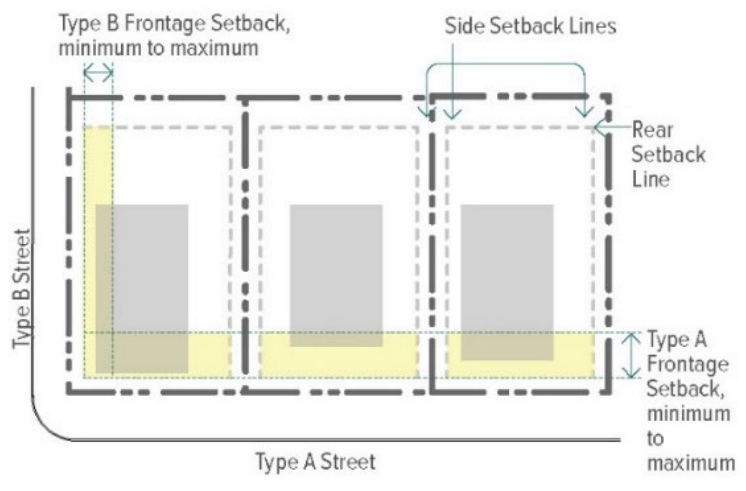 Type B Frontage Setback,
minimum to maximum
Side Setback Lines
Rear
Setback
Line
Type B Street
Type A
Frontage
Setback,
minimum
to
maximum
Type A Street